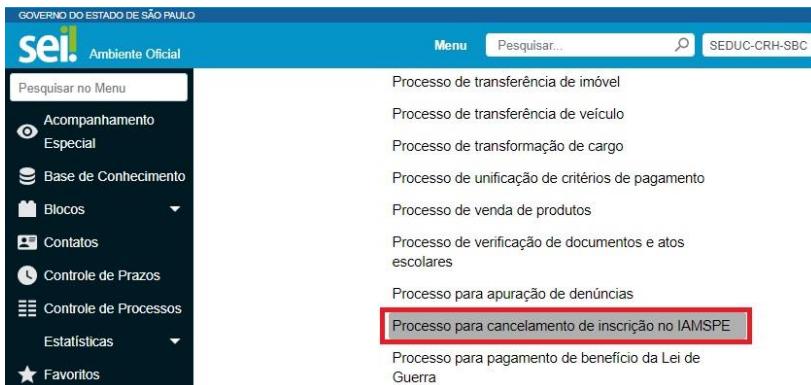 GOVERNO DO ESTADO DE SÃO PAULO
sei! Ambiente Oficial
Menu
Pesquisar...
SEDUC-CRH-SBC
Pesquisar no Menu
Acompanhamento
Especial
Base de Conhecimento
Blocos
Contatos
Controle de Prazos
Controle de Processos
Estatísticas
Favoritos
Processo de transferência de imóvel
Processo de transferência de veículo
Processo de transformação de cargo
Processo de unificação de critérios de pagamento
Processo de venda de produtos
Processo de verificação de documentos e atos
escolares
Processo para apuração de denúncias
Processo para cancelamento de inscrição no IAMSPE
Processo para pagamento de benefício da Lei de
Guerra